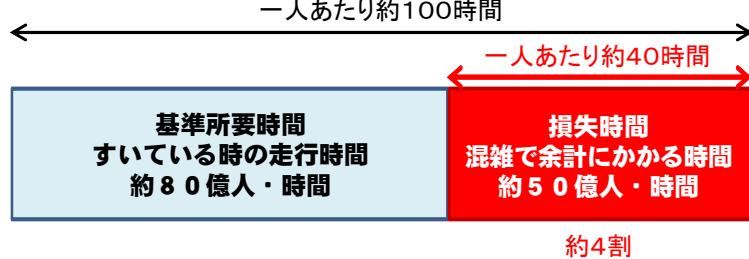 一人あたり約100時間
一人あたり約40時間
基準所要時間
すいている時の走行時間
約８０億人・時間
損失時間
混雑で余計にかかる時間
約５０億人・時間
約4割